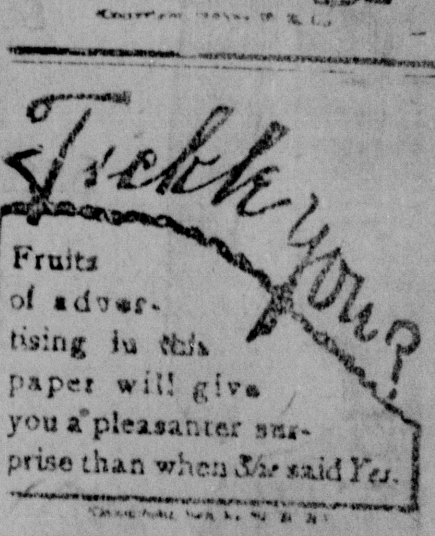 Tickk you?
Fruits
of adver-
tising in this
paper will give
you a pleasanter sur-
prise than when She said Yes.